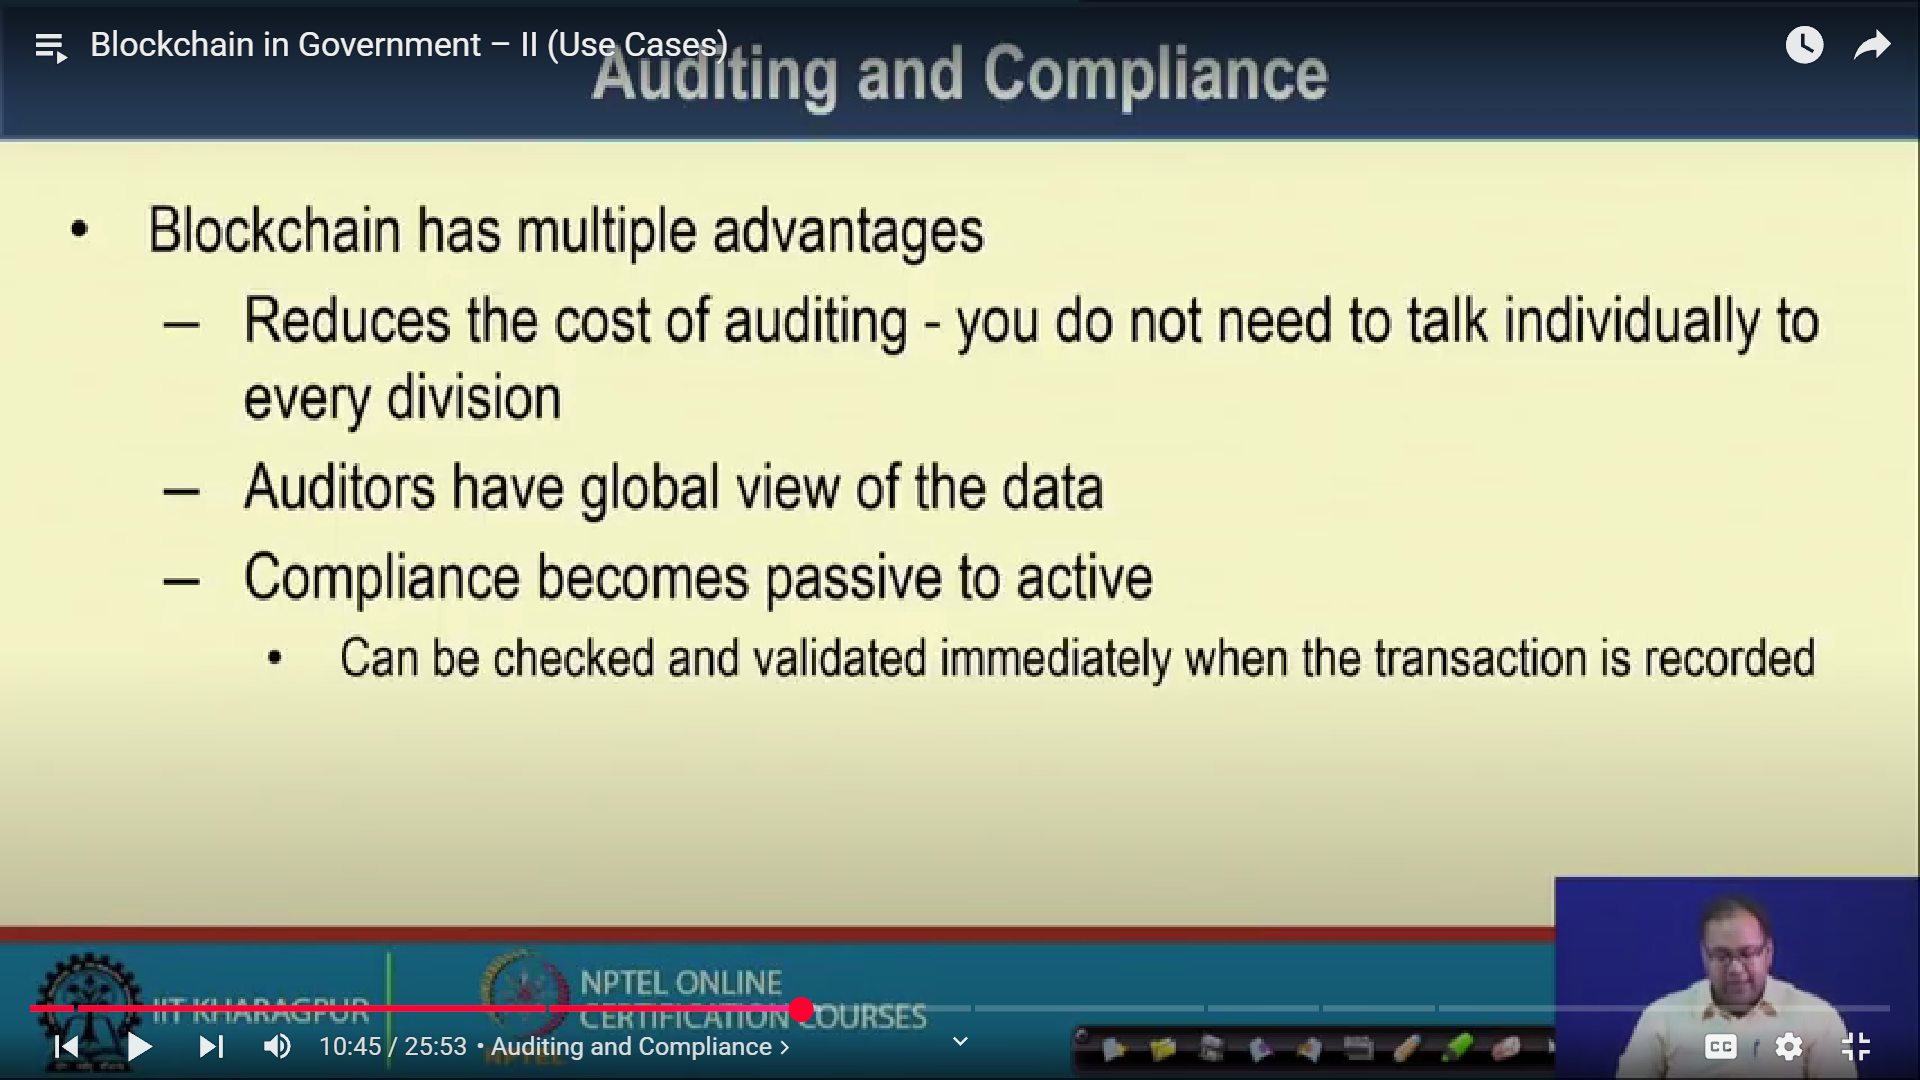 Blockchain in Government – II (Use Cases)
Auditing and Compliance
• Blockchain has multiple advantages
– Reduces the cost of auditing - you do not need to talk individually to
every division
– Auditors have global view of the data
– Compliance becomes passive to active
• Can be checked and validated immediately when the transaction is recorded
IIT KHARAGPUR
NPTEL ONLINE
CERTIFICATION COURSES
NPTEL
10:45 / 25:53 • Auditing and Compliance >
CC